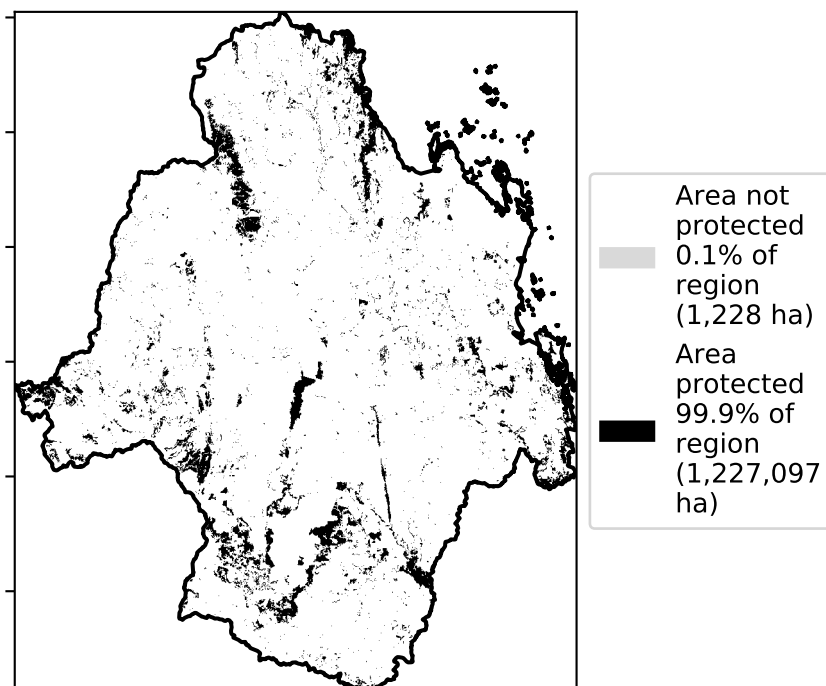 Area not
protected
0.1% of
region
(1,228 ha)
Area
protected
99.9% of
region
(1,227,097
ha)